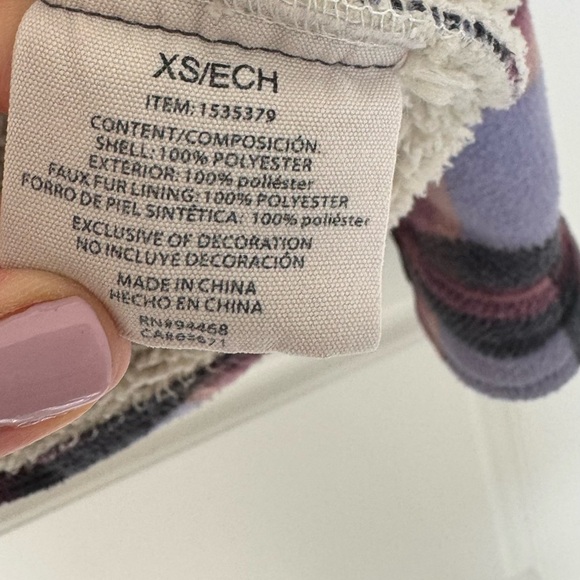 XS/ECH
ITEM: 1535379
CONTENT/COMPOSICIÓN:
SHELL: 100% POLYESTER
EXTERIOR: 100% poliéster
FAUX FUR LINING: 100% POLYESTER
FORRO DE PIEL SINTÉTICA: 100% poliéster
EXCLUSIVE OF DECORATION
NO INCLUYE DECORACIÓN
MADE IN CHINA
HECHO EN CHINA
RN#94468